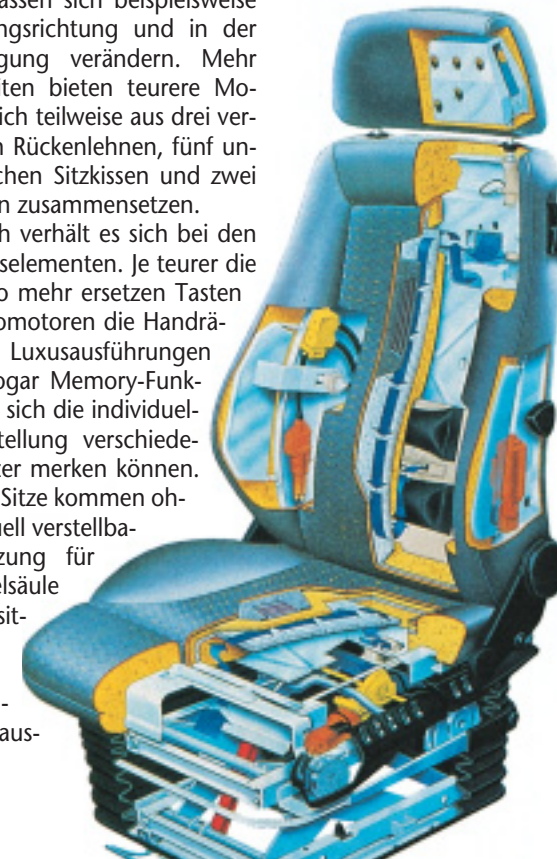 assen sich beispielsweise
ngsrichtung und in der
gung verändern. Mehr
iten bieten teurere Mo-
ich teilweise aus drei ver-
n Rückenlehnen, fünf un-
chen Sitzkissen und zwei
n zusammensetzen.
h verhält es sich bei den
selementen. Je teurer die
o mehr ersetzen Tasten
omotoren die Handrä-
Luxusausführungen
ogar Memory-Funk-
sich die individuel-
tellung verschiede-
zer merken können.
Sitze kommen oh-
uell verstellba-
zung für
elsäule
sit-
-
aus-